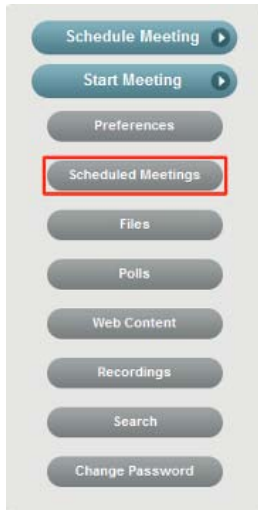 Schedule Meeting
Start Meeting
Preferences
Scheduled Meetings
Files
Polls
Web Content
Recordings
Search
Change Password